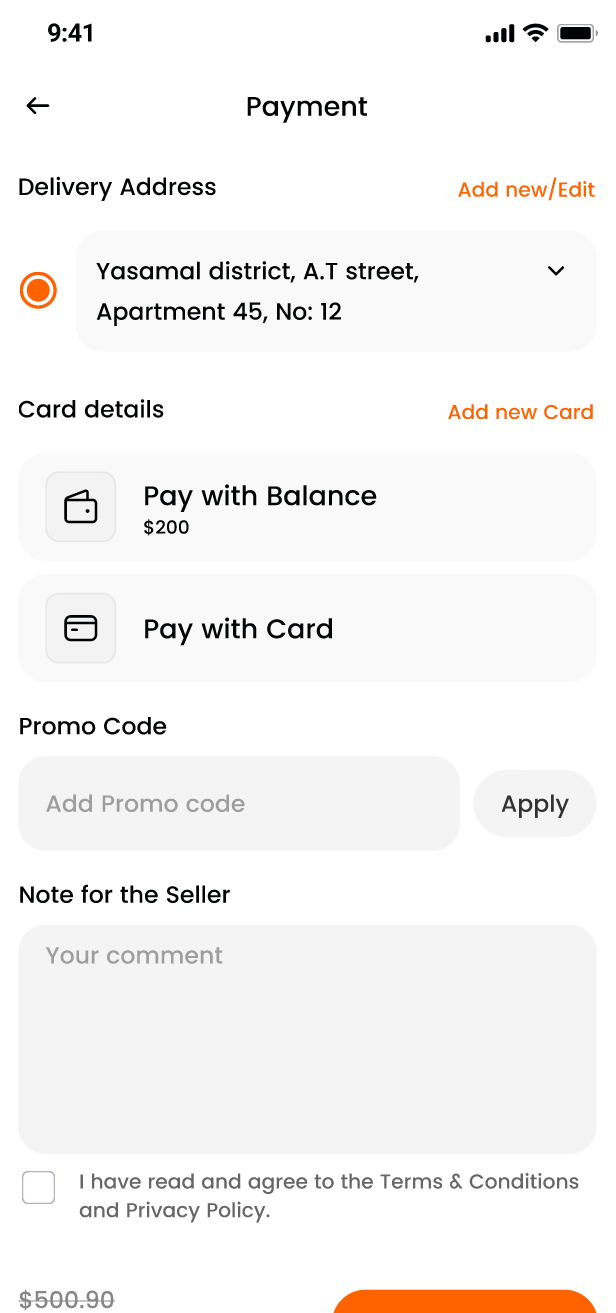 9:41
Payment
Delivery Address
Add new/Edit
Yasamal district, A.T street,
Apartment 45, No: 12
Card details
Add new Card
Pay with Balance
$200
Pay with Card
Promo Code
Add Promo code
Apply
Note for the Seller
Your comment
I have read and agree to the Terms & Conditions
and Privacy Policy.
$500.90